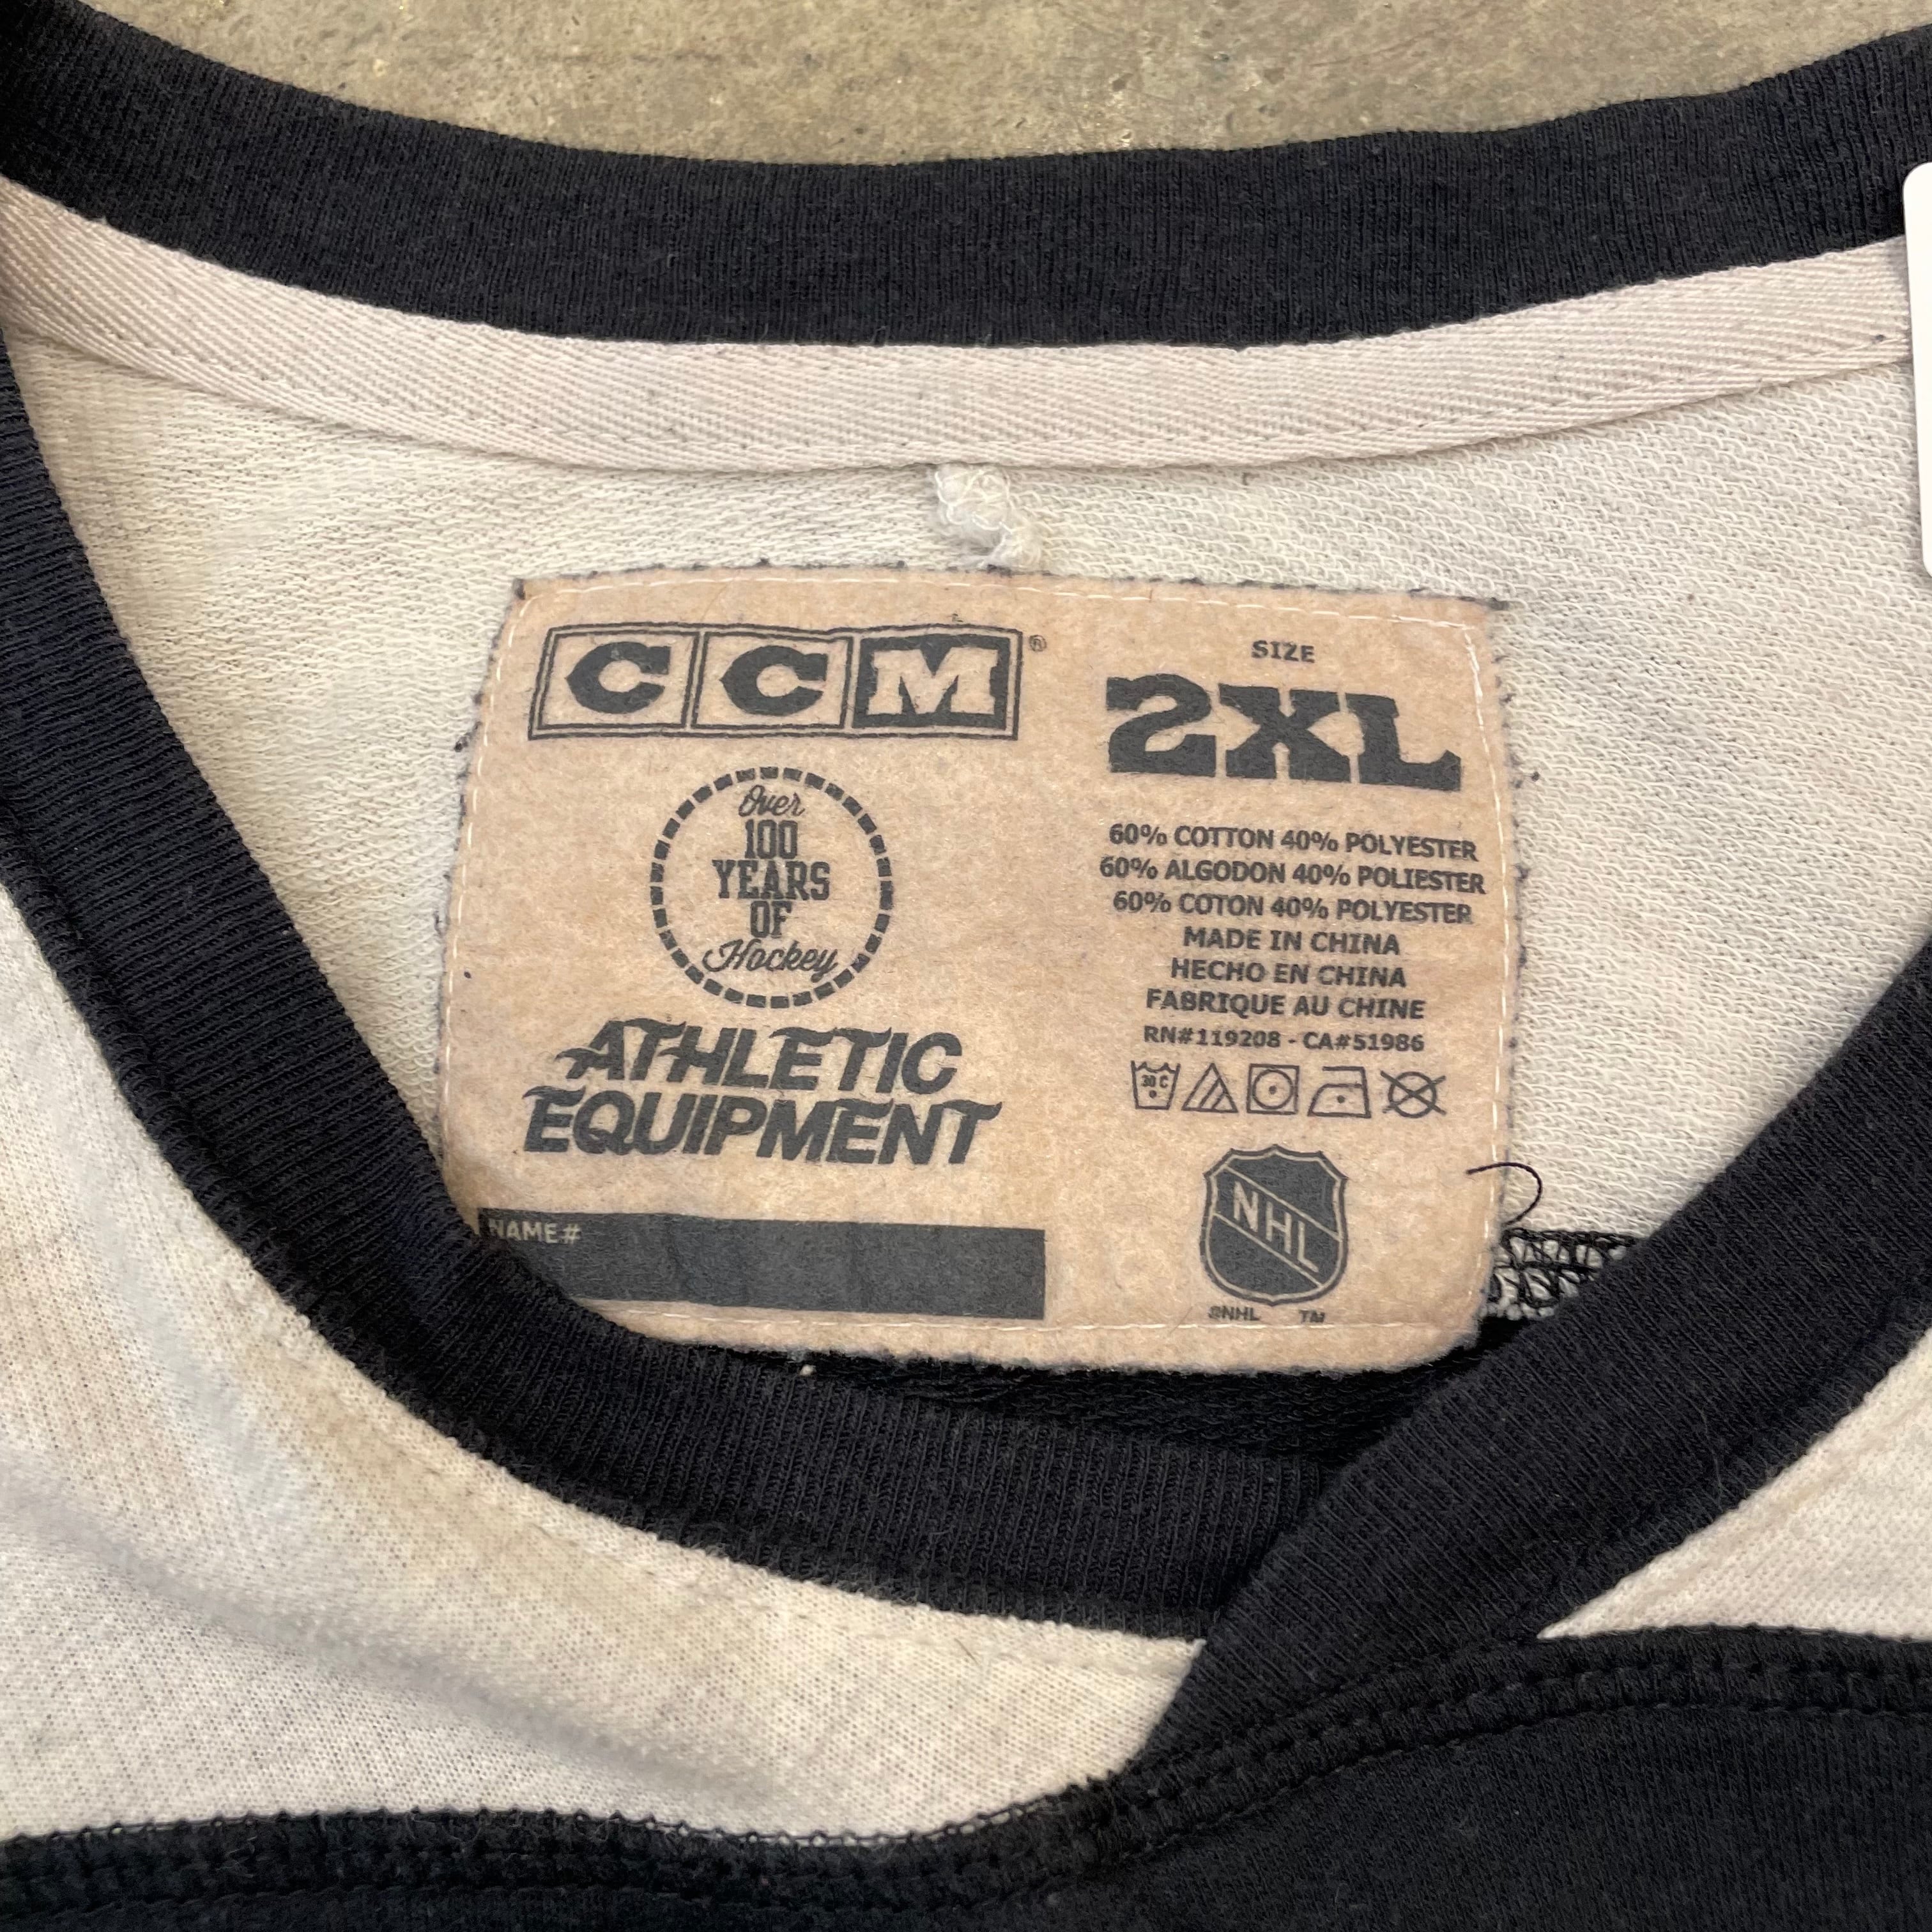 CCM®
Over
100
YEARS
OF
Hockey
ATHLETIC
EQUIPMENT
NAME#
SIZE
2XL
60% COTTON 40% POLYESTER
60% ALGODON 40% POLIESTER
60% COTON 40% POLYESTER
MADE IN CHINA
HECHO EN CHINA
FABRIQUE AU CHINE
RN#119208 - CA#51986
30 C
NHL
©NHL TM